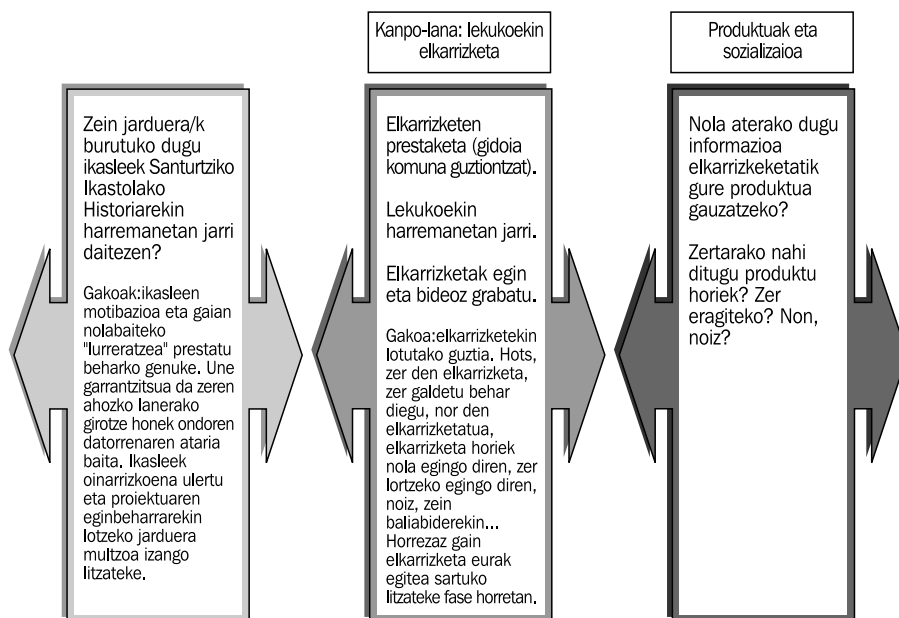 Kanpo-lana: lekukoekin
elkarrizketa
Produktuak eta
sozializaioa
Zein jarduera/k
burutuko dugu
ikasleek Santurtziko
Ikastolako
Historiarekin
harremanetan jarri
daitezen?
Gakoak:ikasleen
motibazioa eta gaian
nolabaiteko
"lurreratzea" prestatu
beharko genuke. Une
garrantzitsua da zeren
ahozko lanerako
girotze honek ondoren
datorrenaren ataria
baita. Ikasleek
oinarrizkoena ulertu
eta proiektuaren
eginbeharrarekin
lotzeko jarduera
multzoa izango
litzateke.
Elkarrizketen
prestaketa (gidoia
komuna guztiontzat).
Lekukoekin
harremanetan jarri.
Elkarrizketak egin
eta bideoz grabatu.
Gakoa:elkarrizketekin
lotutako guztia. Hots,
zer den elkarrizketa,
zer galdetu behar
diegu, nor den
elkarrizketatua,
elkarrizketa horiek
nola egingo diren, zer
lortzeko egingo diren,
noiz, zein
baliabiderekin...
Horrezaz gain
elkarrizketa eurak
egitea sartuko
litzateke fase horretan.
Nola aterako dugu
informazioa
elkarrizkeketatik
gure produktua
gauzatzeko?
Zertarako nahi
ditugu produktu
horiek? Zer
eragiteko? Non,
noiz?